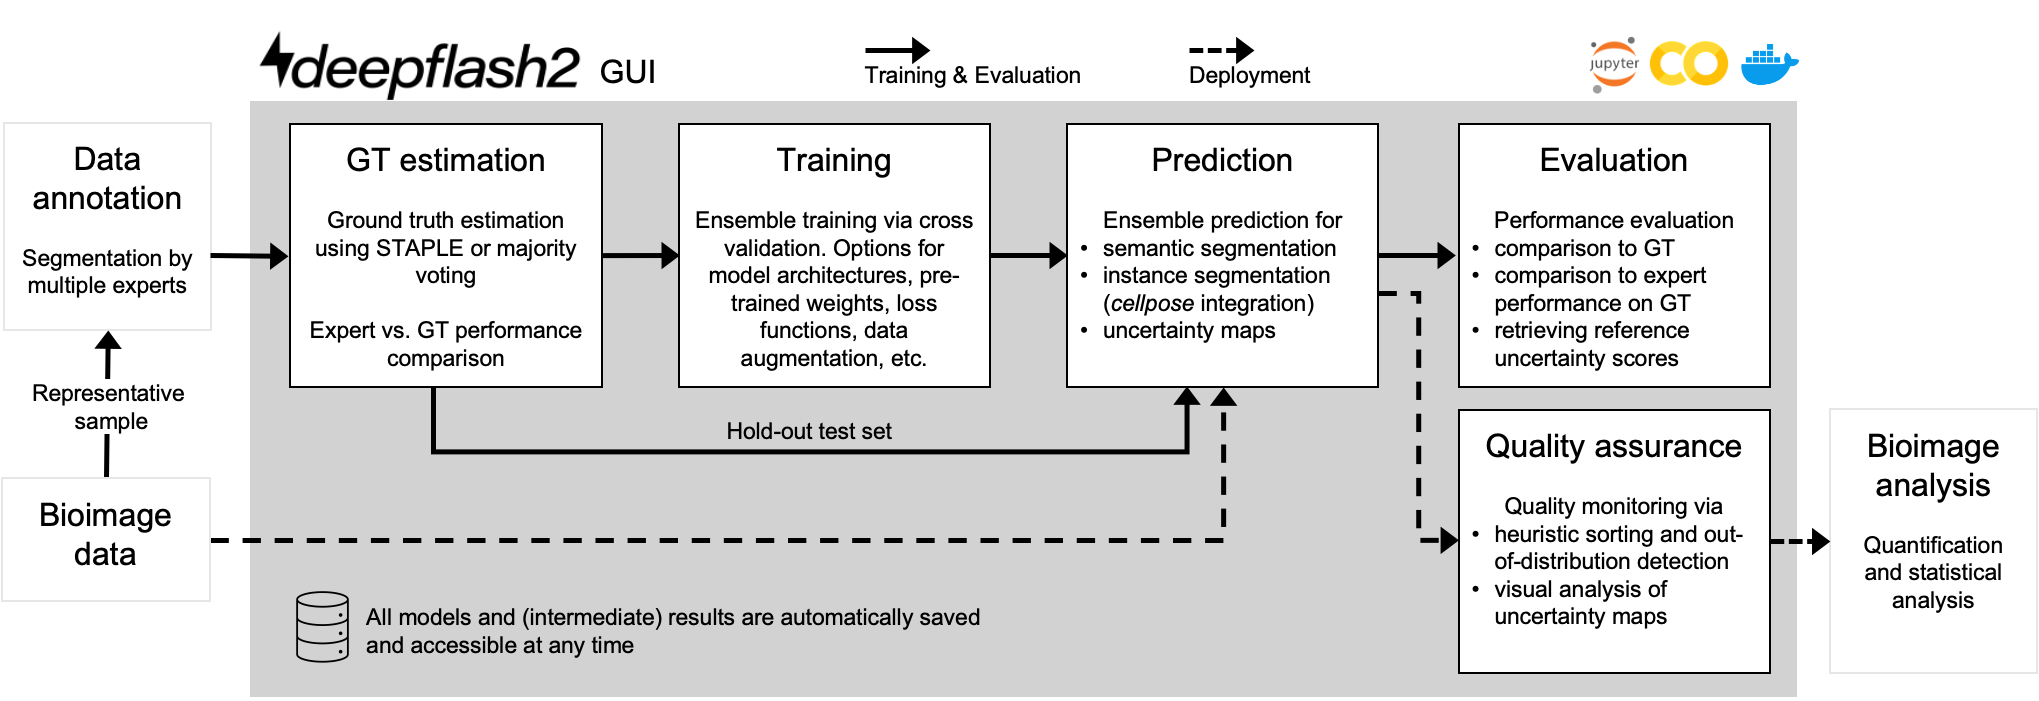 deepflash2 GUI
Training & Evaluation
Deployment
jupyter
CO
Data
annotation
Segmentation by
multiple experts
Representative
sample
Bioimage
data
GT estimation
Ground truth estimation
using STAPLE or majority
voting
Expert vs. GT performance
comparison
Training
Ensemble training via cross
validation. Options for
model architectures, pre-
trained weights, loss
functions, data
augmentation, etc.
Prediction
Ensemble prediction for
• semantic segmentation
• instance segmentation
(cellpose integration)
• uncertainty maps
Evaluation
Performance evaluation
• comparison to GT
• comparison to expert
performance on GT
• retrieving reference
uncertainty scores
Hold-out test set
Quality assurance
Quality monitoring via
• heuristic sorting and out-
of-distribution detection
• visual analysis of
uncertainty maps
Bioimage
analysis
Quantification
and statistical
analysis
All models and (intermediate) results are automatically saved
and accessible at any time